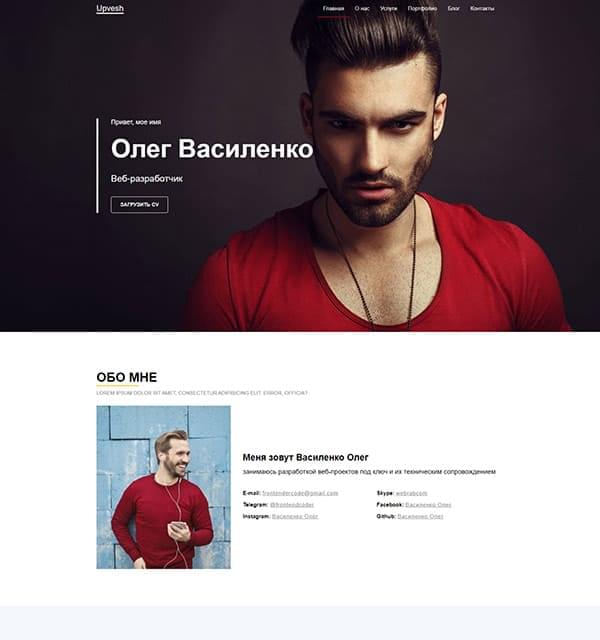 Upvesh
Главная О нас Услуги Портфолио Блог Контакты
Привет, мое имя
Олег Василенко
Веб-разработчик
ЗАГРУЗИТЬ CV
ОБО МНЕ
LOREM IPSUM DOLOR SIT AMET, CONSECTETUR ADIPISICING ELIT. ERROR, OFFICIA?
Меня зовут Василенко Олег
занимаюсь разработкой веб-проектов под ключ и их техническим сопровождением
E-mail: frontendercode@gmail.com
Skype: webrabcom
Telegram: @frontendcoder
Facebook: Василенко Олег
Instagram: Василенко Олег
Github: Василенко Олег